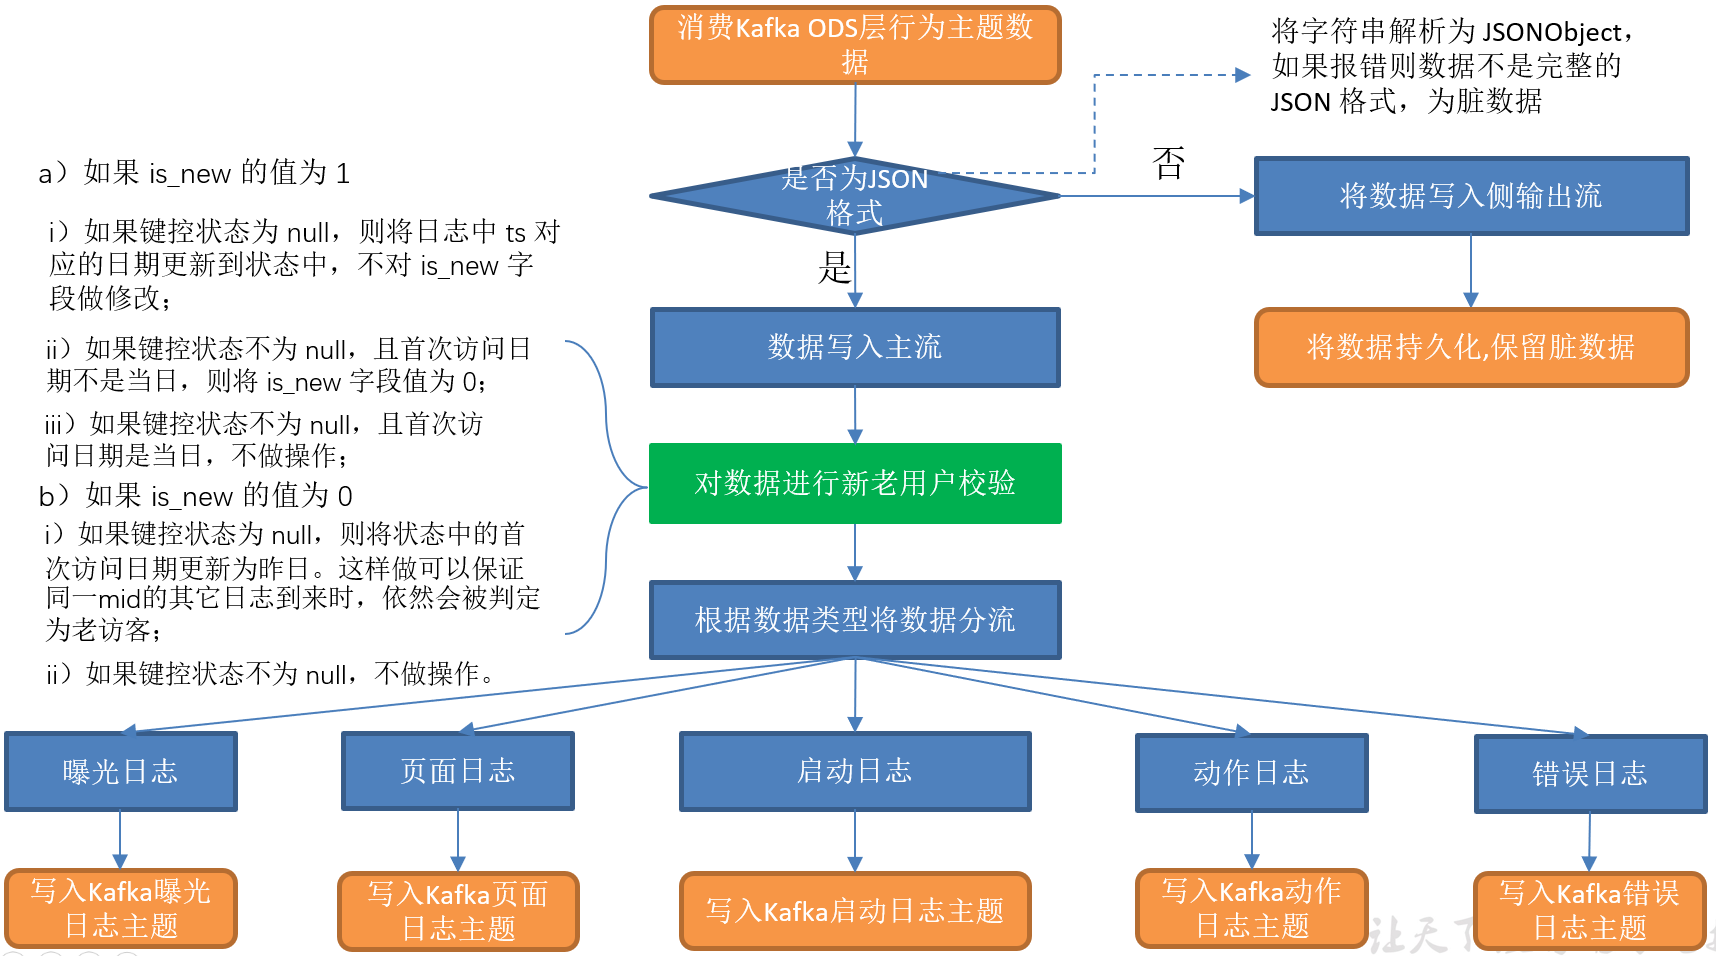 消费Kafka ODS层行为主题数
据
将字符串解析为 JSONObject，
如果报错则数据不是完整的
JSON 格式，为脏数据
是否为JSON
格式
否
将数据写入侧输出流
是
将数据持久化,保留脏数据
数据写入主流
a）如果 is_new 的值为 1
i）如果键控状态为 null，则将日志中 ts 对
应的日期更新到状态中，不对 is_new 字
段做修改；
ii）如果键控状态不为 null，且首次访问日
期不是当日，则将 is_new 字段值为 0；
iii）如果键控状态不为 null，且首次访
问日期是当日，不做操作；
b）如果 is_new 的值为 0
i）如果键控状态为 null，则将状态中的首
次访问日期更新为昨日。这样做可以保证
同一mid的其它日志到来时，依然会被判定
为老访客；
ii）如果键控状态不为 null，不做操作。
对数据进行新老用户校验
根据数据类型将数据分流
曝光日志
页面日志
启动日志
动作日志
错误日志
写入Kafka曝光
日志主题
写入Kafka页面
日志主题
写入Kafka启动日志主题
写入Kafka动作
日志主题
写入Kafka错误
日志主题
让天下